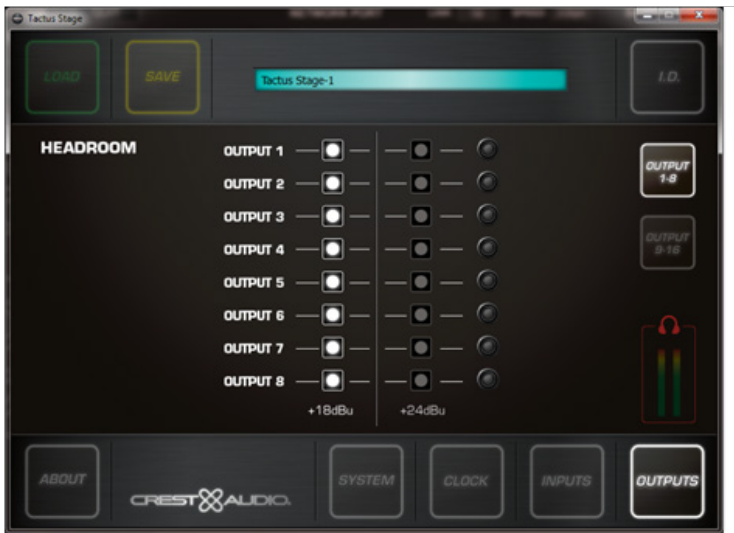 Tactus Stage
LOAD
SAVE
Tactus Stage-1
I.D.
HEADROOM
OUTPUT 1
OUTPUT 2
OUTPUT 3
OUTPUT 4
OUTPUT 5
OUTPUT 6
OUTPUT 7
OUTPUT 8
+18dBu
+24dBu
OUTPUT
1-8
OUTPUT
9-16
ABOUT
CREST AUDIO.
SYSTEM
CLOCK
INPUTS
OUTPUTS